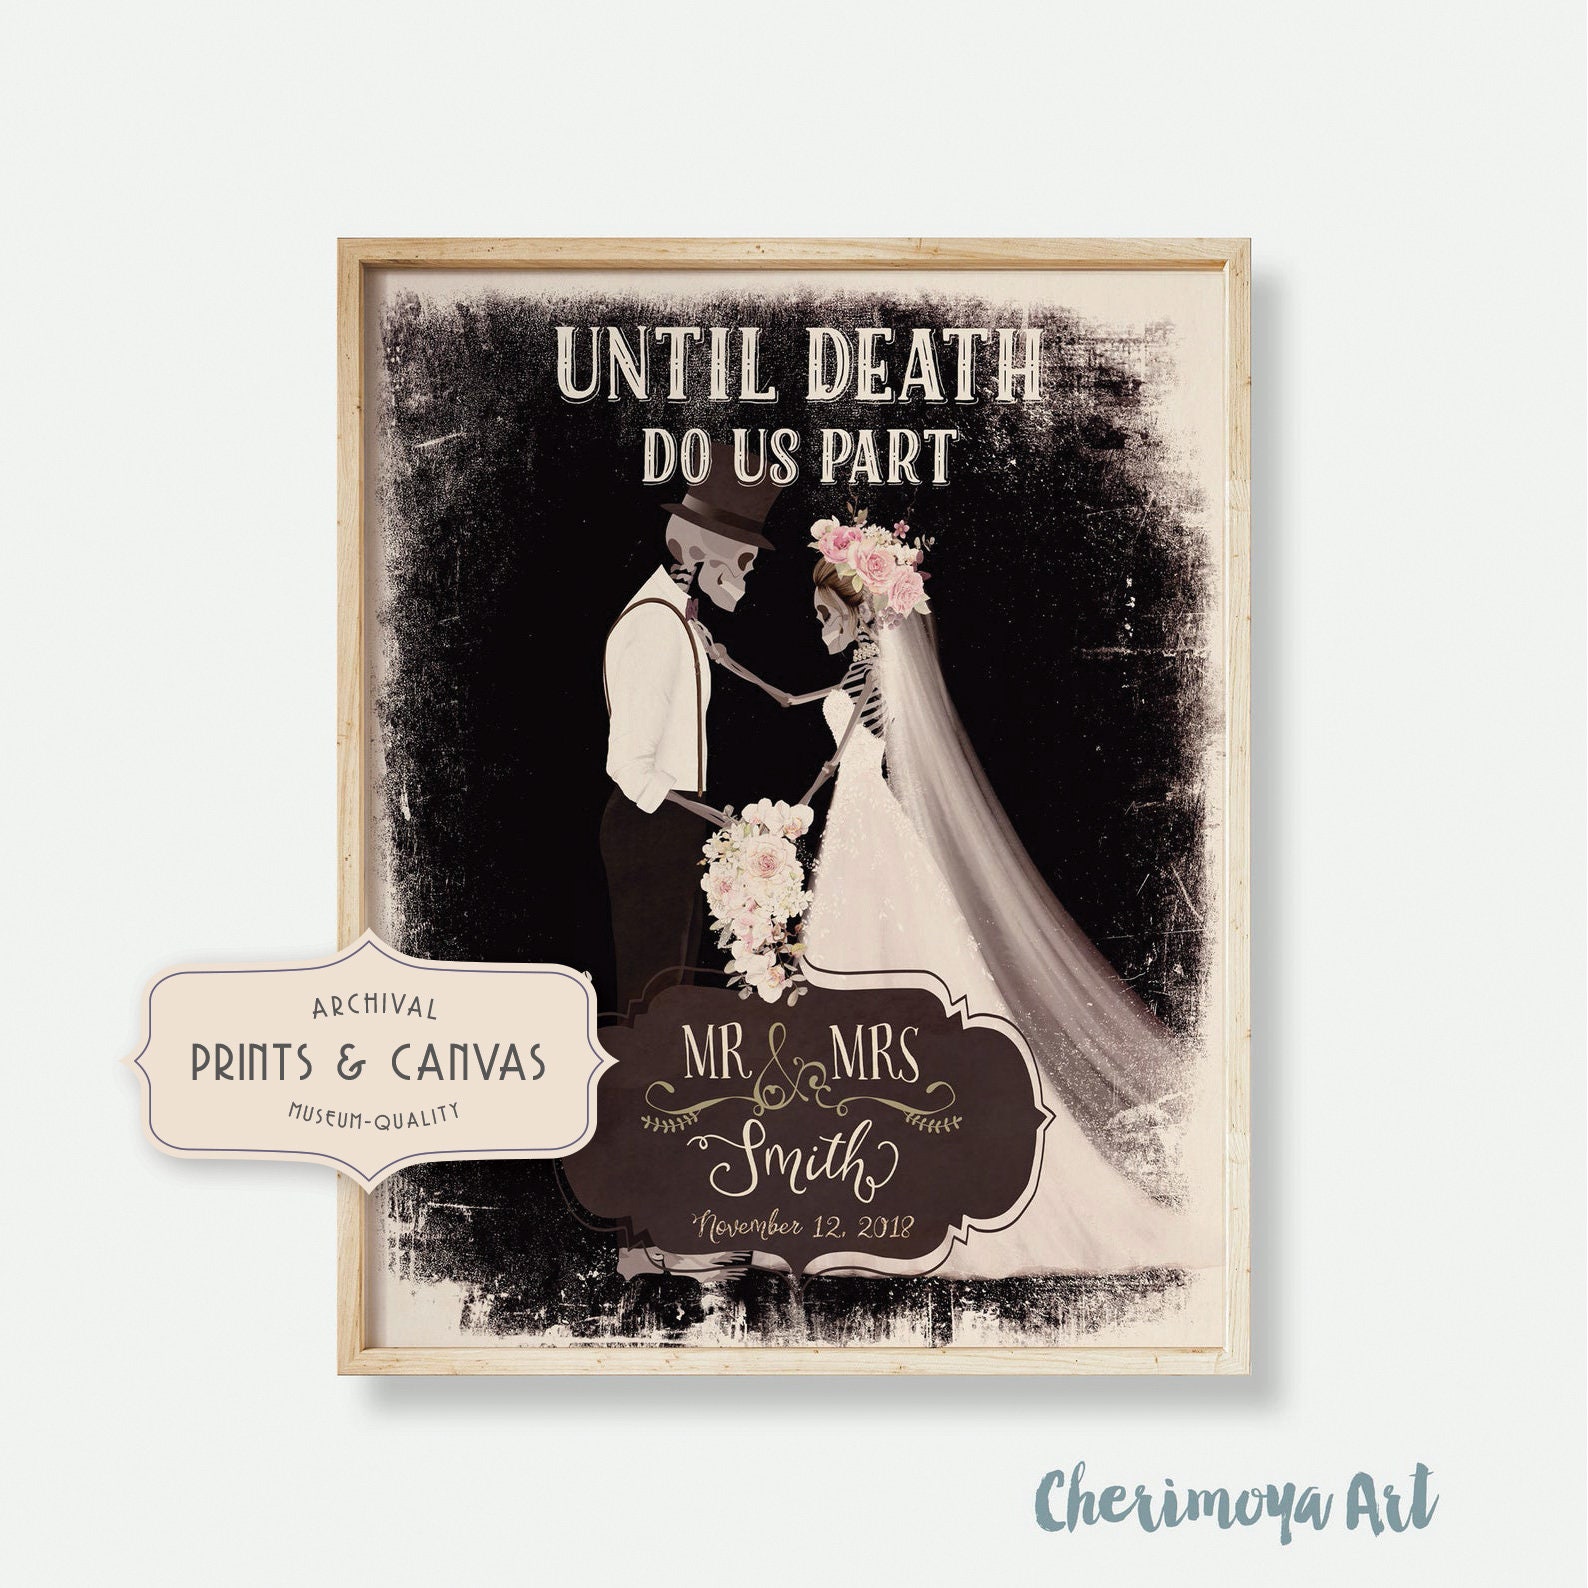 UNTIL DEATH
DO US PART
ARCHIVAL
PRINTS & CANVAS
MUSEUM-QUALITY
MR & MRS
Smith
November 12, 2018
Cherimoya Art